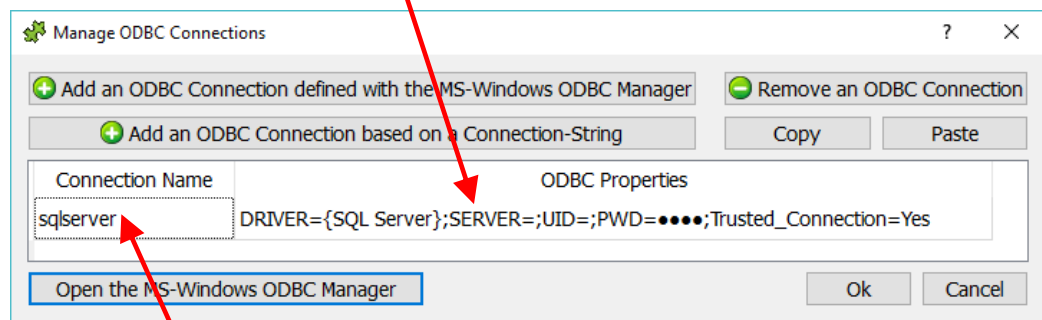 Manage ODBC Connections
?
Add an ODBC Connection defined with the MS-Windows ODBC Manager
Remove an ODBC Connection
Add an ODBC Connection based on a Connection-String
Copy
Paste
Connection Name
ODBC Properties
sqlserver
DRIVER={SQL Server};SERVER=;UID=;PWD=●●●●;Trusted_Connection=Yes
Open the MS-Windows ODBC Manager
Ok
Cancel